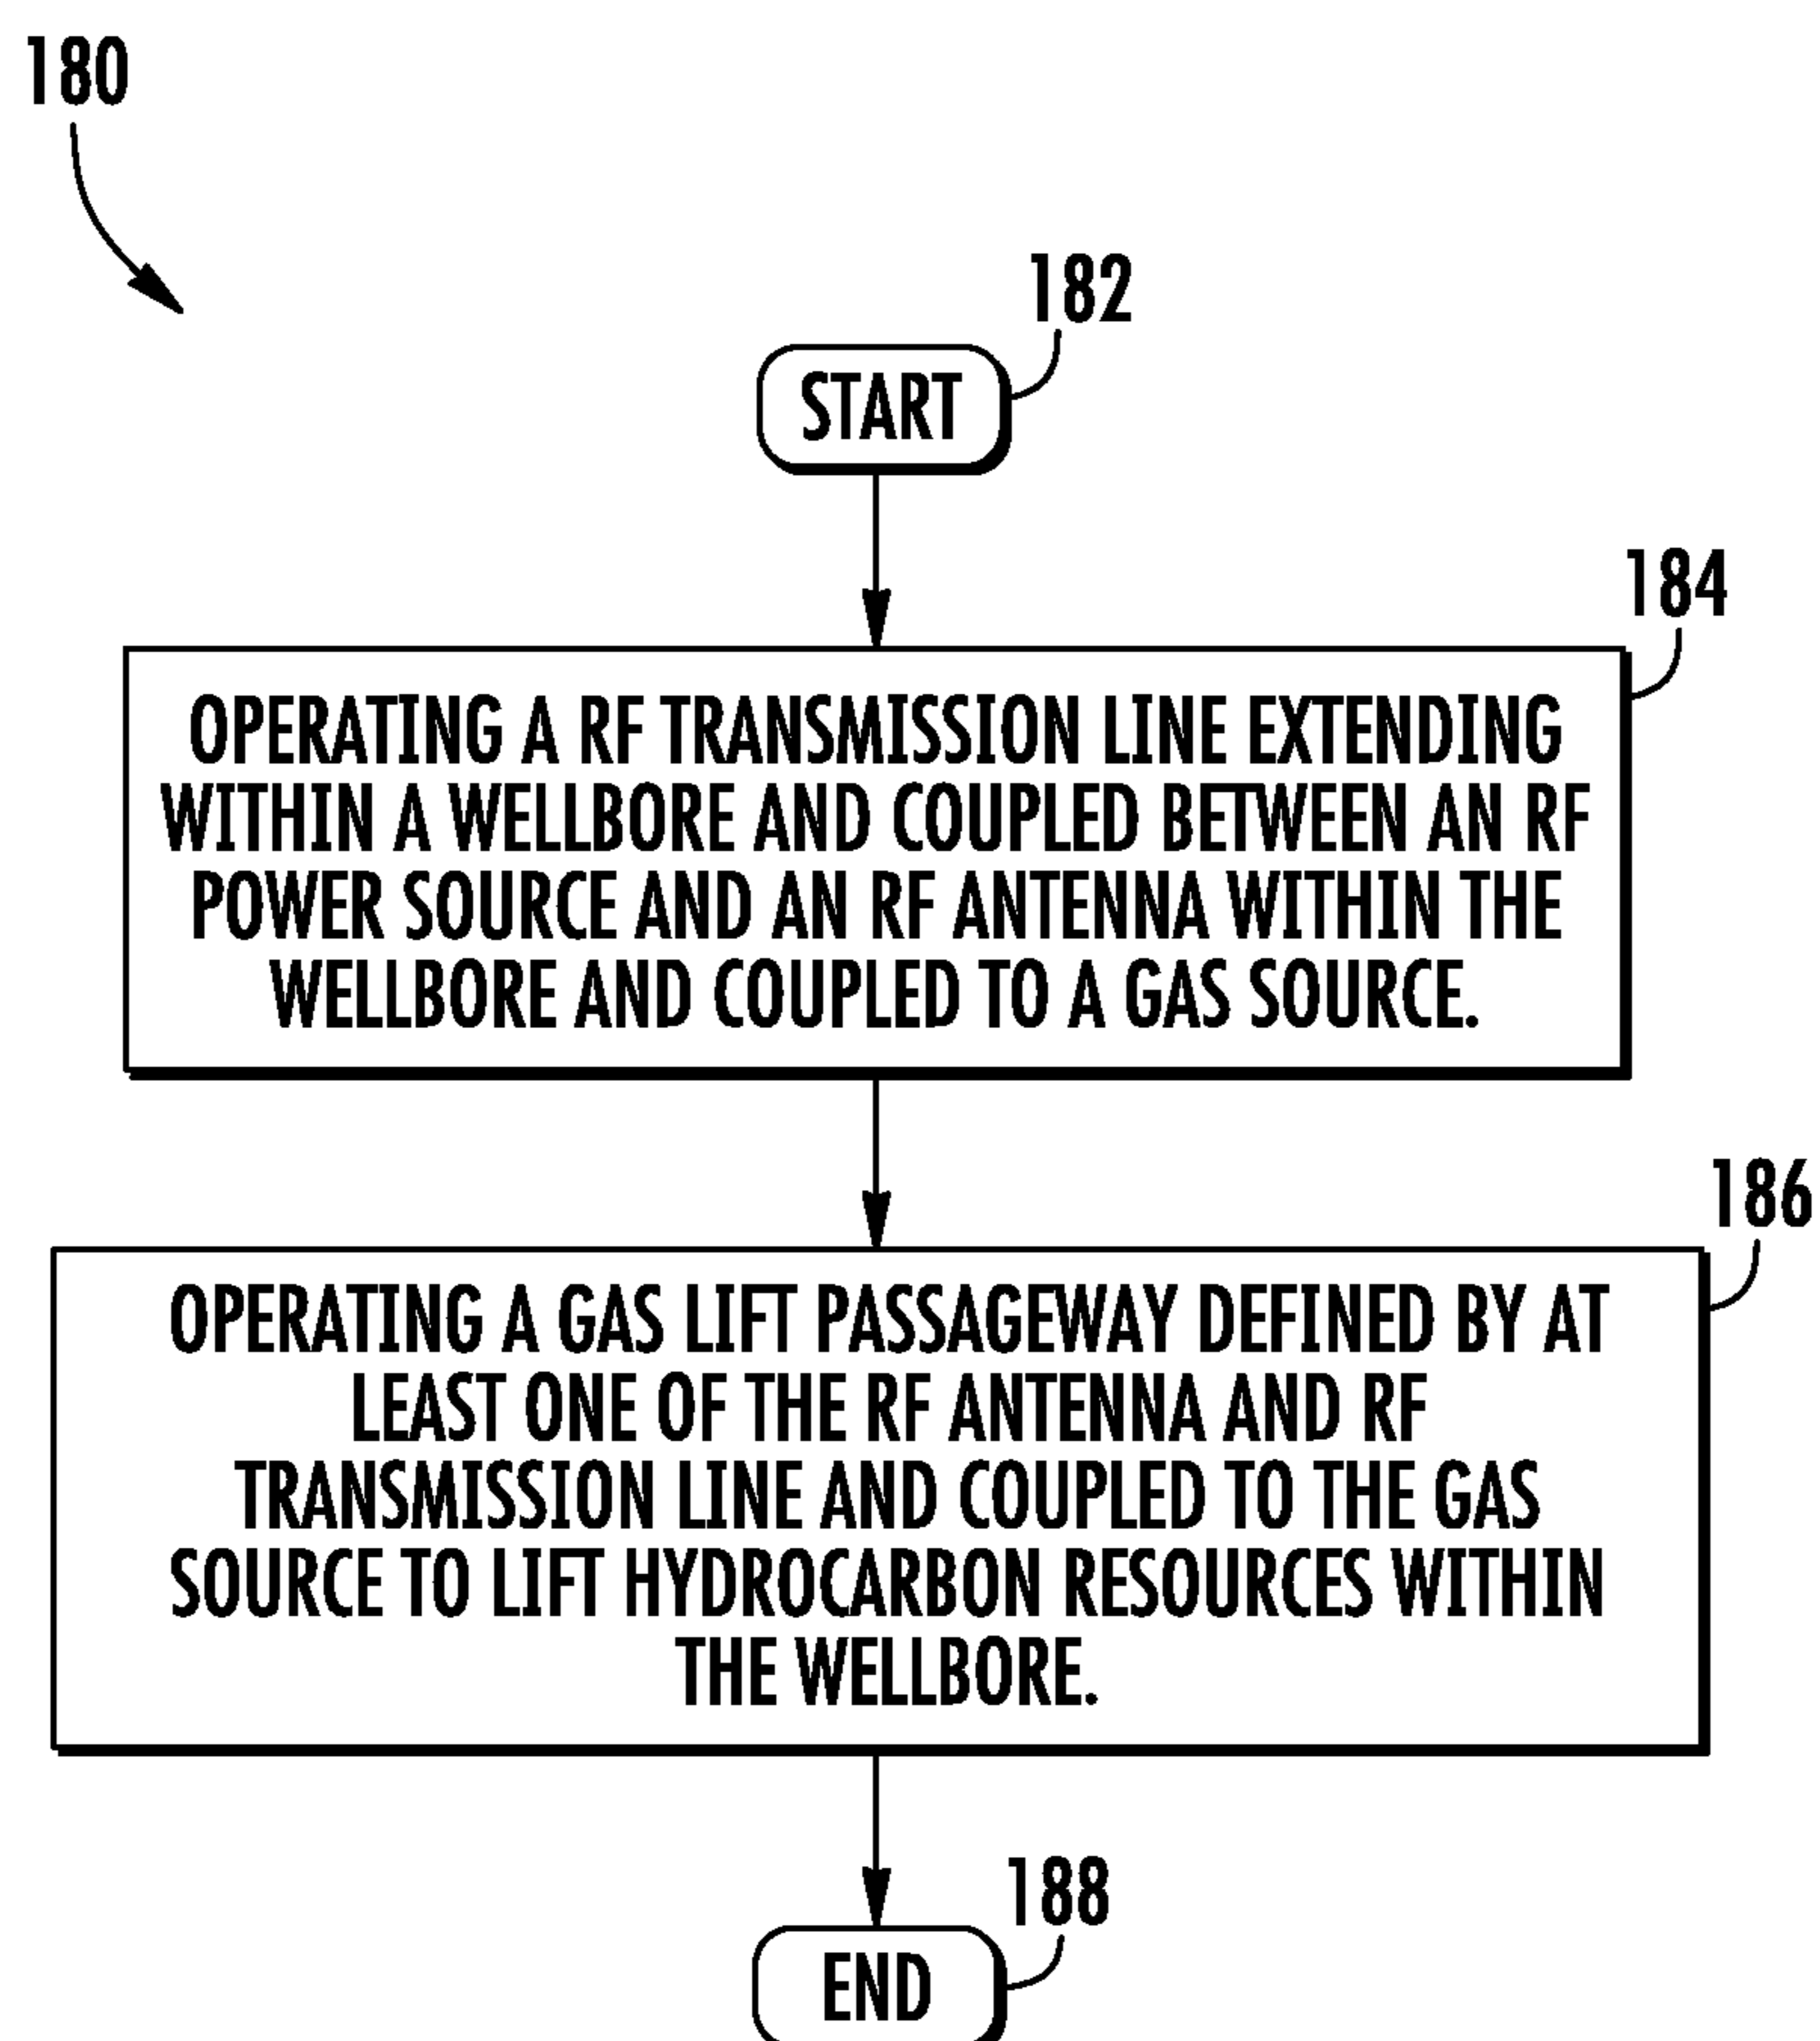 180
182
START
184
OPERATING A RF TRANSMISSION LINE EXTENDING
WITHIN A WELLBORE AND COUPLED BETWEEN AN RF
POWER SOURCE AND AN RF ANTENNA WITHIN THE
WELLBORE AND COUPLED TO A GAS SOURCE.
186
OPERATING A GAS LIFT PASSAGEWAY DEFINED BY AT
LEAST ONE OF THE RF ANTENNA AND RF
TRANSMISSION LINE AND COUPLED TO THE GAS
SOURCE TO LIFT HYDROCARBON RESOURCES WITHIN
THE WELLBORE.
188
END